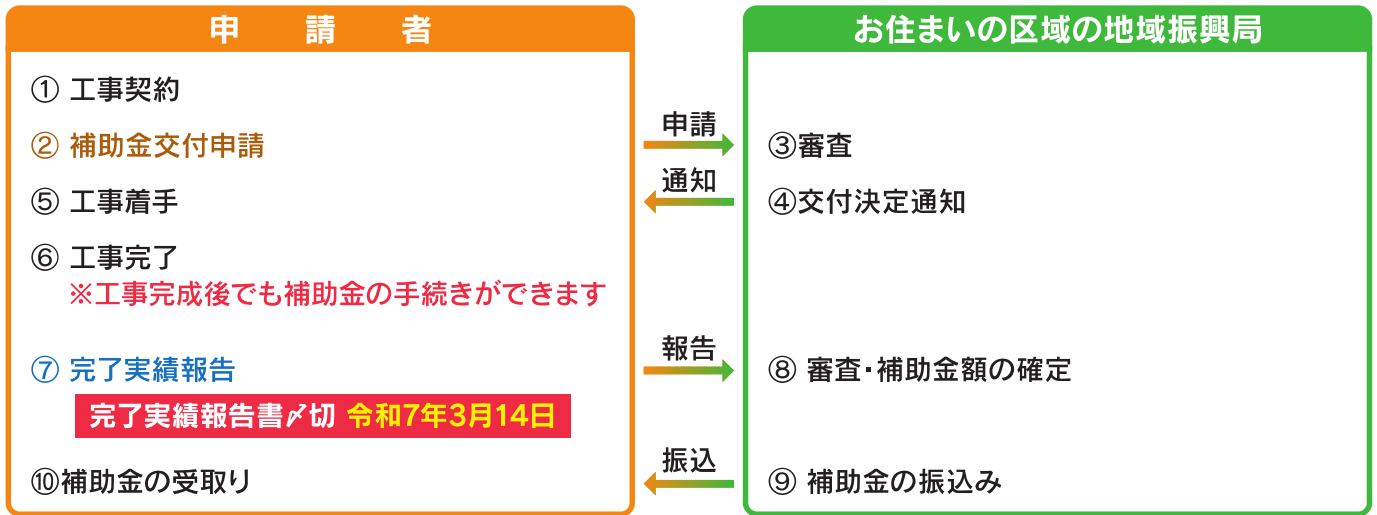 申請者
お住まいの区域の地域振興局
① 工事契約
申請
② 補助金交付申請
③審査
通知
⑤ 工事着手
④交付決定通知
⑥ 工事完了
※工事完成後でも補助金の手続きができます
報告
⑦ 完了実績報告
⑧ 審査・補助金額の確定
完了実績報告書〆切 令和7年3月14日
振込
⑩補助金の受取り
⑨ 補助金の振込み